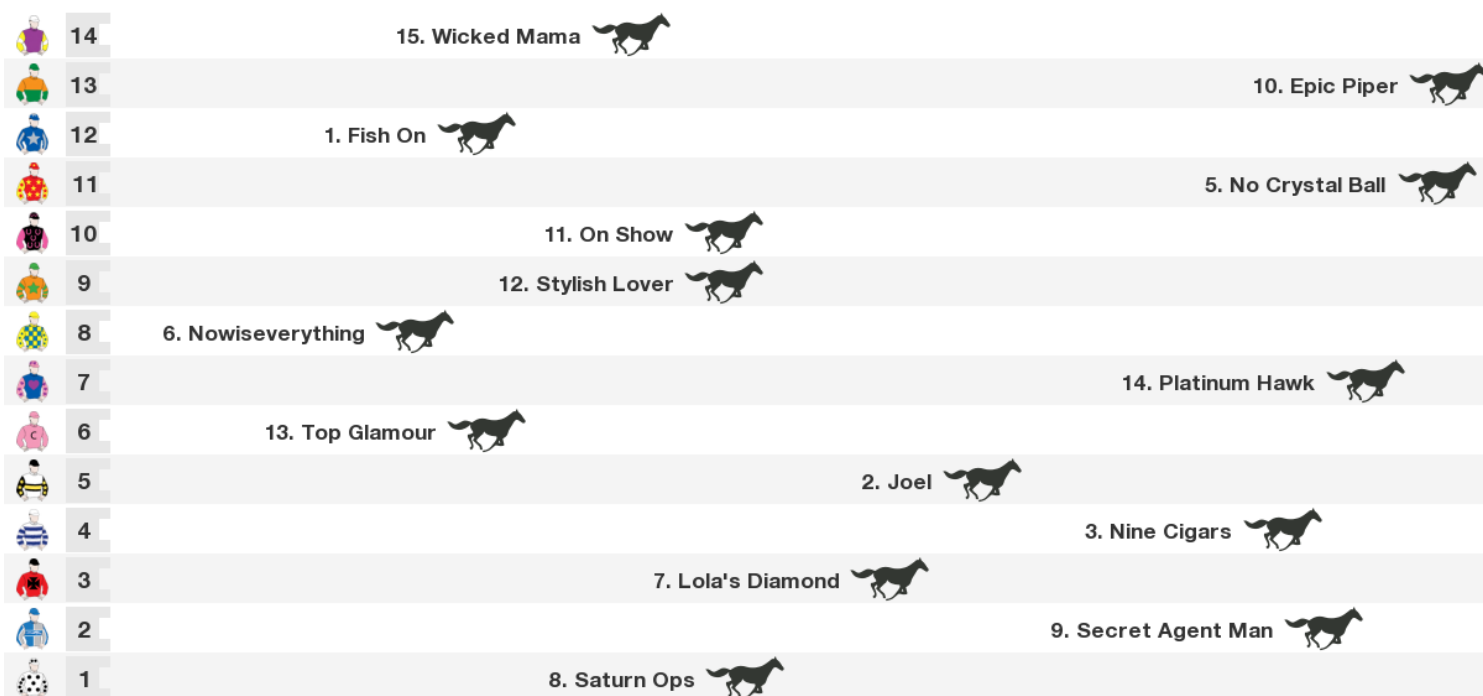 14 15. Wicked Mama
13 10. Epic Piper
12 1. Fish On
11 5. No Crystal Ball
10 11. On Show
9 12. Stylish Lover
8 6. Nowiseverything
7 14. Platinum Hawk
6 13. Top Glamour
C
5 2. Joel
4 3. Nine Cigars
3 7. Lola's Diamond
2 9. Secret Agent Man
1 8. Saturn Ops